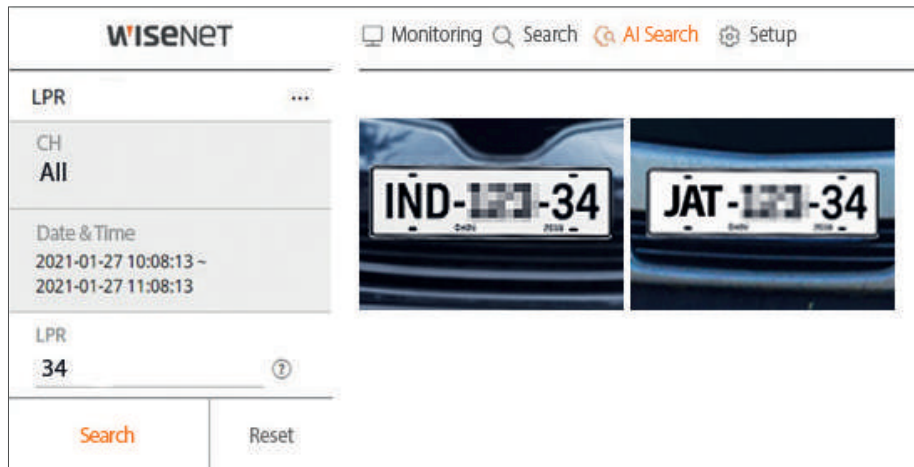 WISENET
Monitoring Search AI Search Setup
LPR ...
CH
All
Date & Time
2021-01-27 10:08:13 ~
2021-01-27 11:08:13
LPR
34 ?
Search Reset
IND- -34
JAT- -34